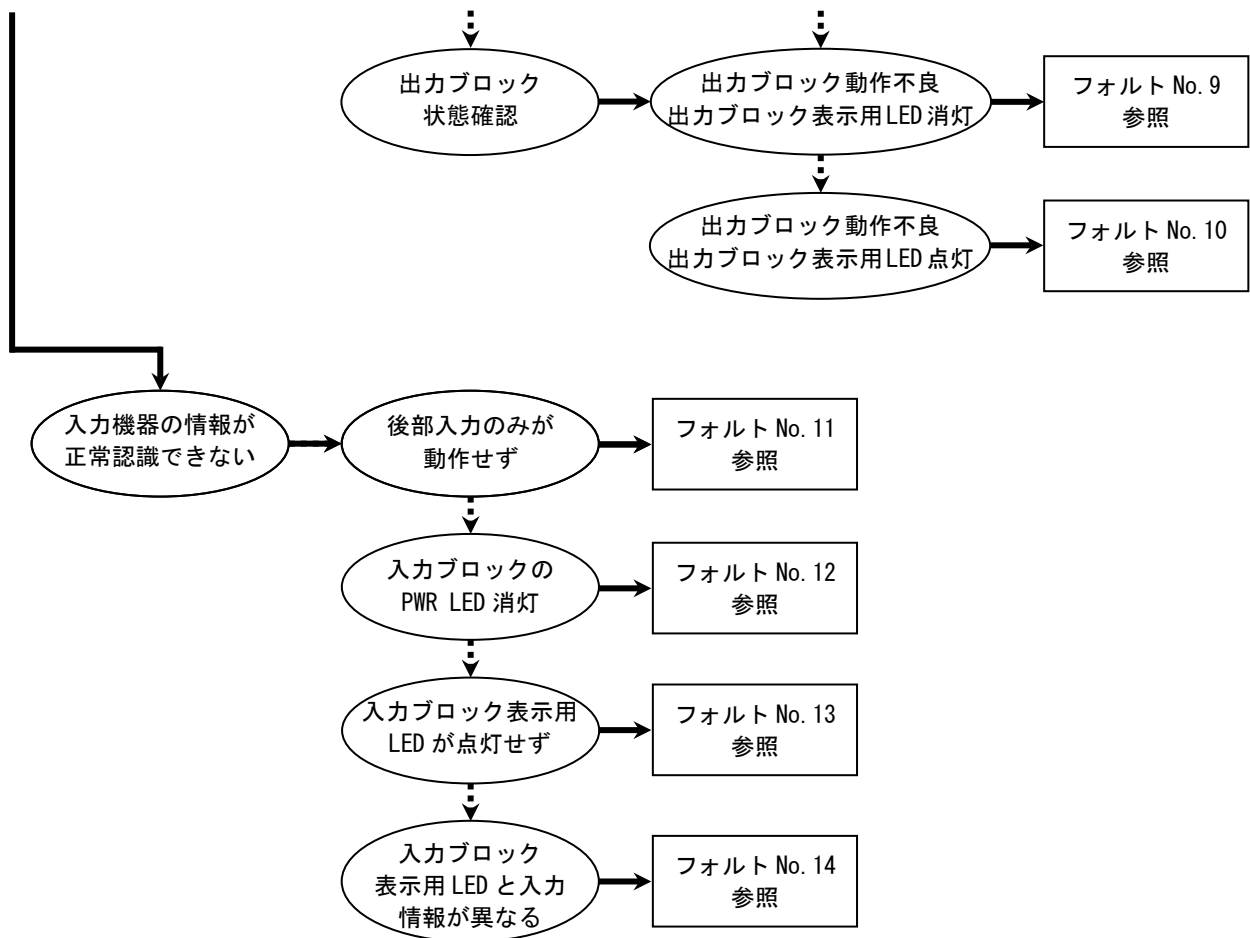 出力ブロック
状態確認
出力ブロック動作不良
出力ブロック表示用LED消灯
フォルト No. 9
参照
出力ブロック動作不良
出力ブロック表示用LED点灯
フォルト No. 10
参照
入力機器の情報が
正常認識できない
後部入力のみが
動作せず
フォルト No. 11
参照
入力ブロックの
PWR LED 消灯
フォルト No. 12
参照
入力ブロック表示用
LED が点灯せず
フォルト No. 13
参照
入力ブロック
表示用 LED と入力
情報が異なる
フォルト No. 14
参照